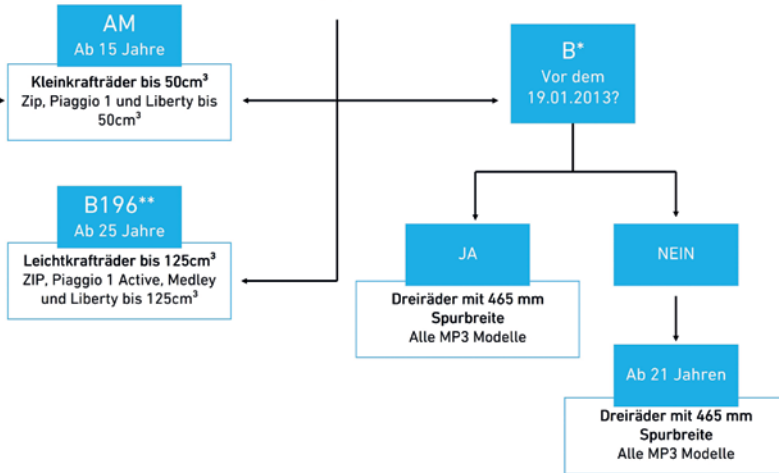 AM
Ab 15 Jahre
Kleinkrafträder bis 50cm³
Zip, Piaggio 1 und Liberty bis
50cm³
B196**
Ab 25 Jahre
Leichtkrafträder bis 125cm³
ZIP, Piaggio 1 Active, Medley
und Liberty bis 125cm³
B*
Vor dem
19.01.2013?
JA
Dreiräder mit 465 mm
Spurbreite
Alle MP3 Modelle
NEIN
Ab 21 Jahren
Dreiräder mit 465 mm
Spurbreite
Alle MP3 Modelle